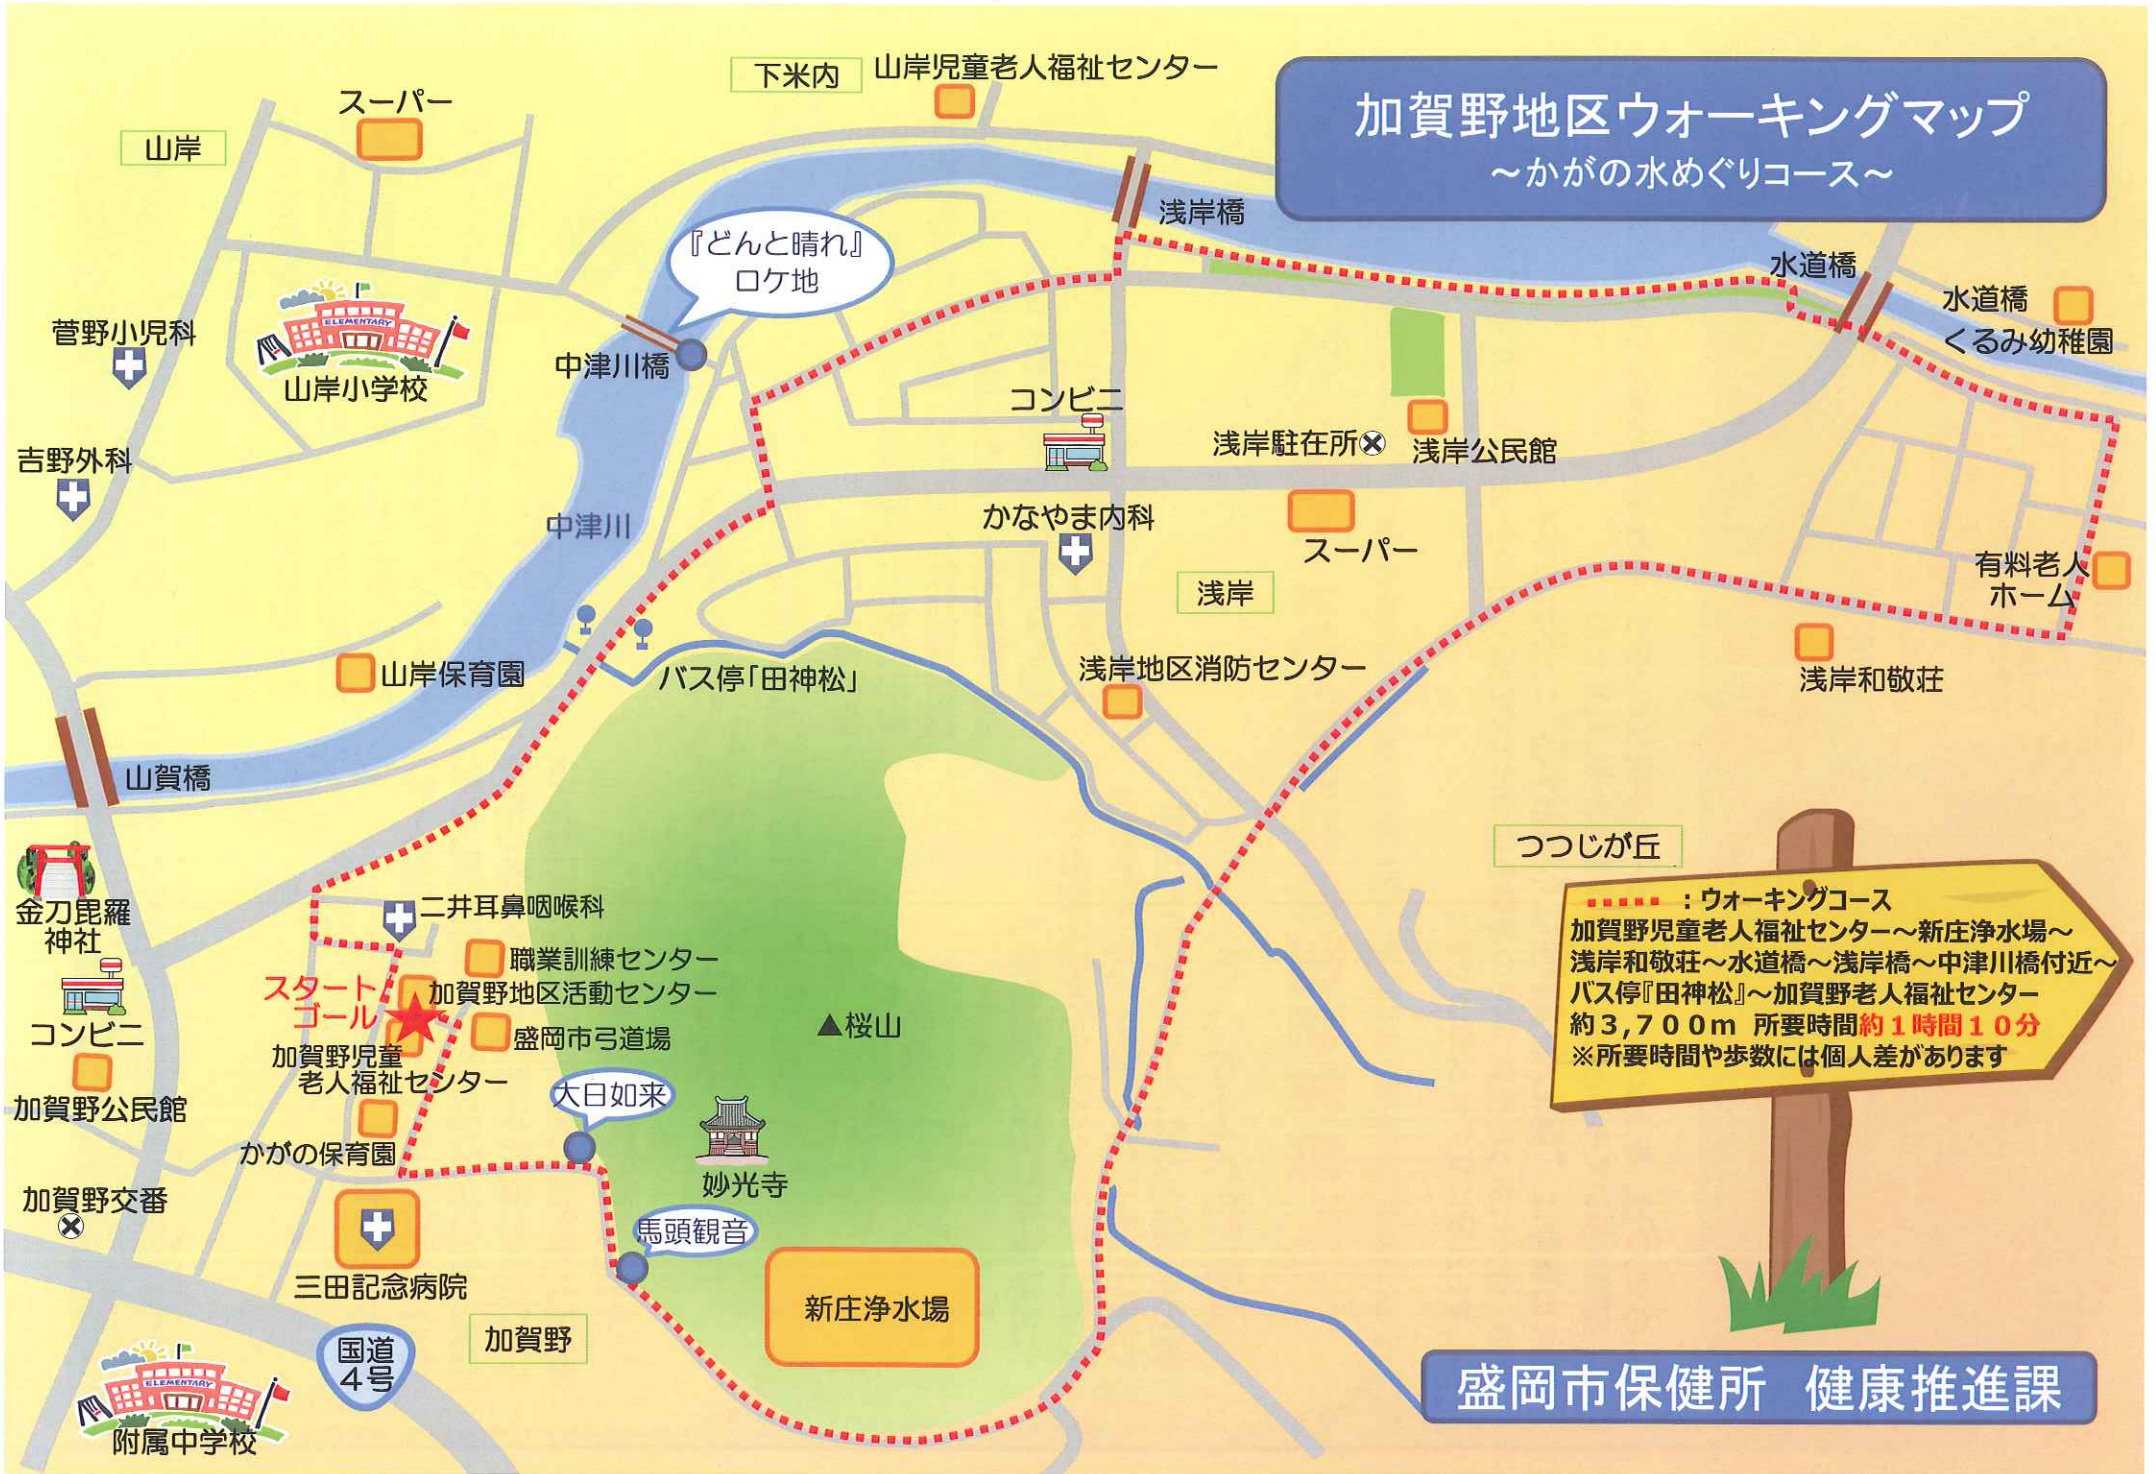 加賀野地区ウォーキングマップ
～かがの水めぐりコース～
下米内
山岸児童老人福祉センター
スーパー
山岸
浅岸橋
『どんと晴れ』
ロケ地
水道橋
水道橋
くるみ幼稚園
菅野小児科
ELEMENTARY
山岸小学校
中津川橋
コンビニ
浅岸駐在所
浅岸公民館
吉野外科
中津川
かなやま内科
スーパー
有料老人
ホーム
浅岸
山岸保育園
バス停「田神松」
浅岸地区消防センター
浅岸和敬荘
山賀橋
つつじが丘
金刀毘羅
神社
二井耳鼻咽喉科
職業訓練センター
スタート
ゴール
加賀野地区活動センター
盛岡市弓道場
▲桜山
コンビニ
加賀野児童
老人福祉センター
大日如来
加賀野公民館
かがの保育園
妙光寺
加賀野交番
馬頭観音
三田記念病院
新庄浄水場
加賀野
国道
4号
ELEMENTARY
附属中学校
：ウォーキングコース
加賀野児童老人福祉センター～新庄浄水場～
浅岸和敬荘～水道橋～浅岸橋～中津川橋付近～
バス停『田神松』～加賀野老人福祉センター
約３,７００ｍ 所要時間約１時間１０分
※所要時間や歩数には個人差があります
盛岡市保健所　健康推進課